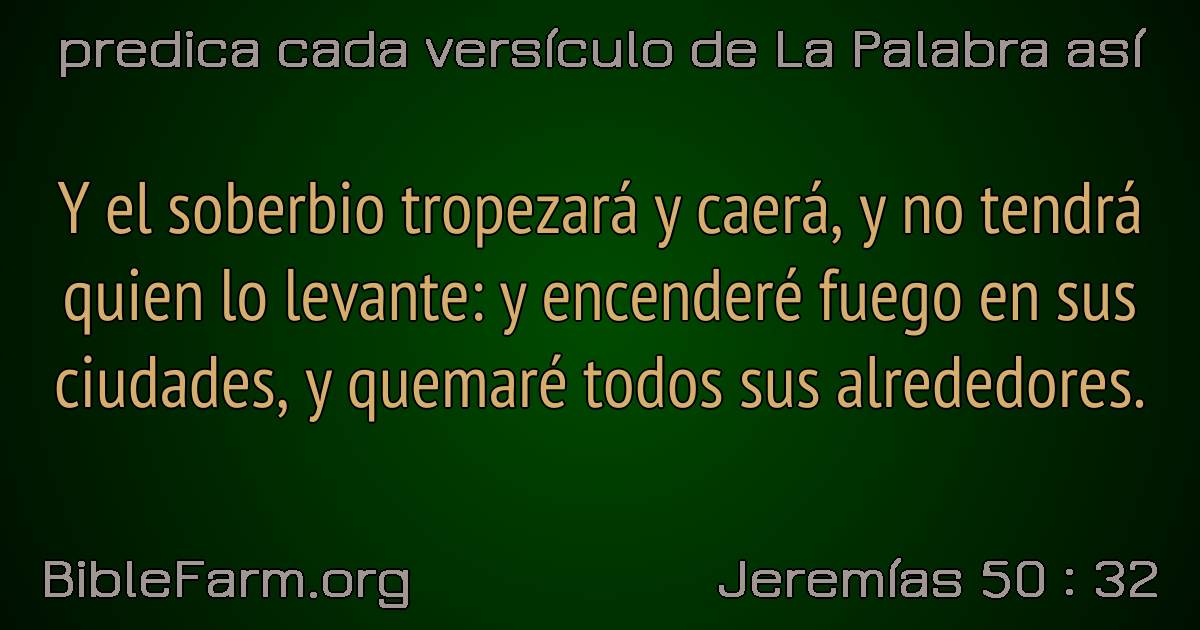 predica cada versículo de La Palabra así
Y el soberbio tropezará y caerá, y no tendrá
quien lo levante: y encenderé fuego en sus
ciudades, y quemaré todos sus alrededores.
BibleFarm.org
Jeremías 50 : 32